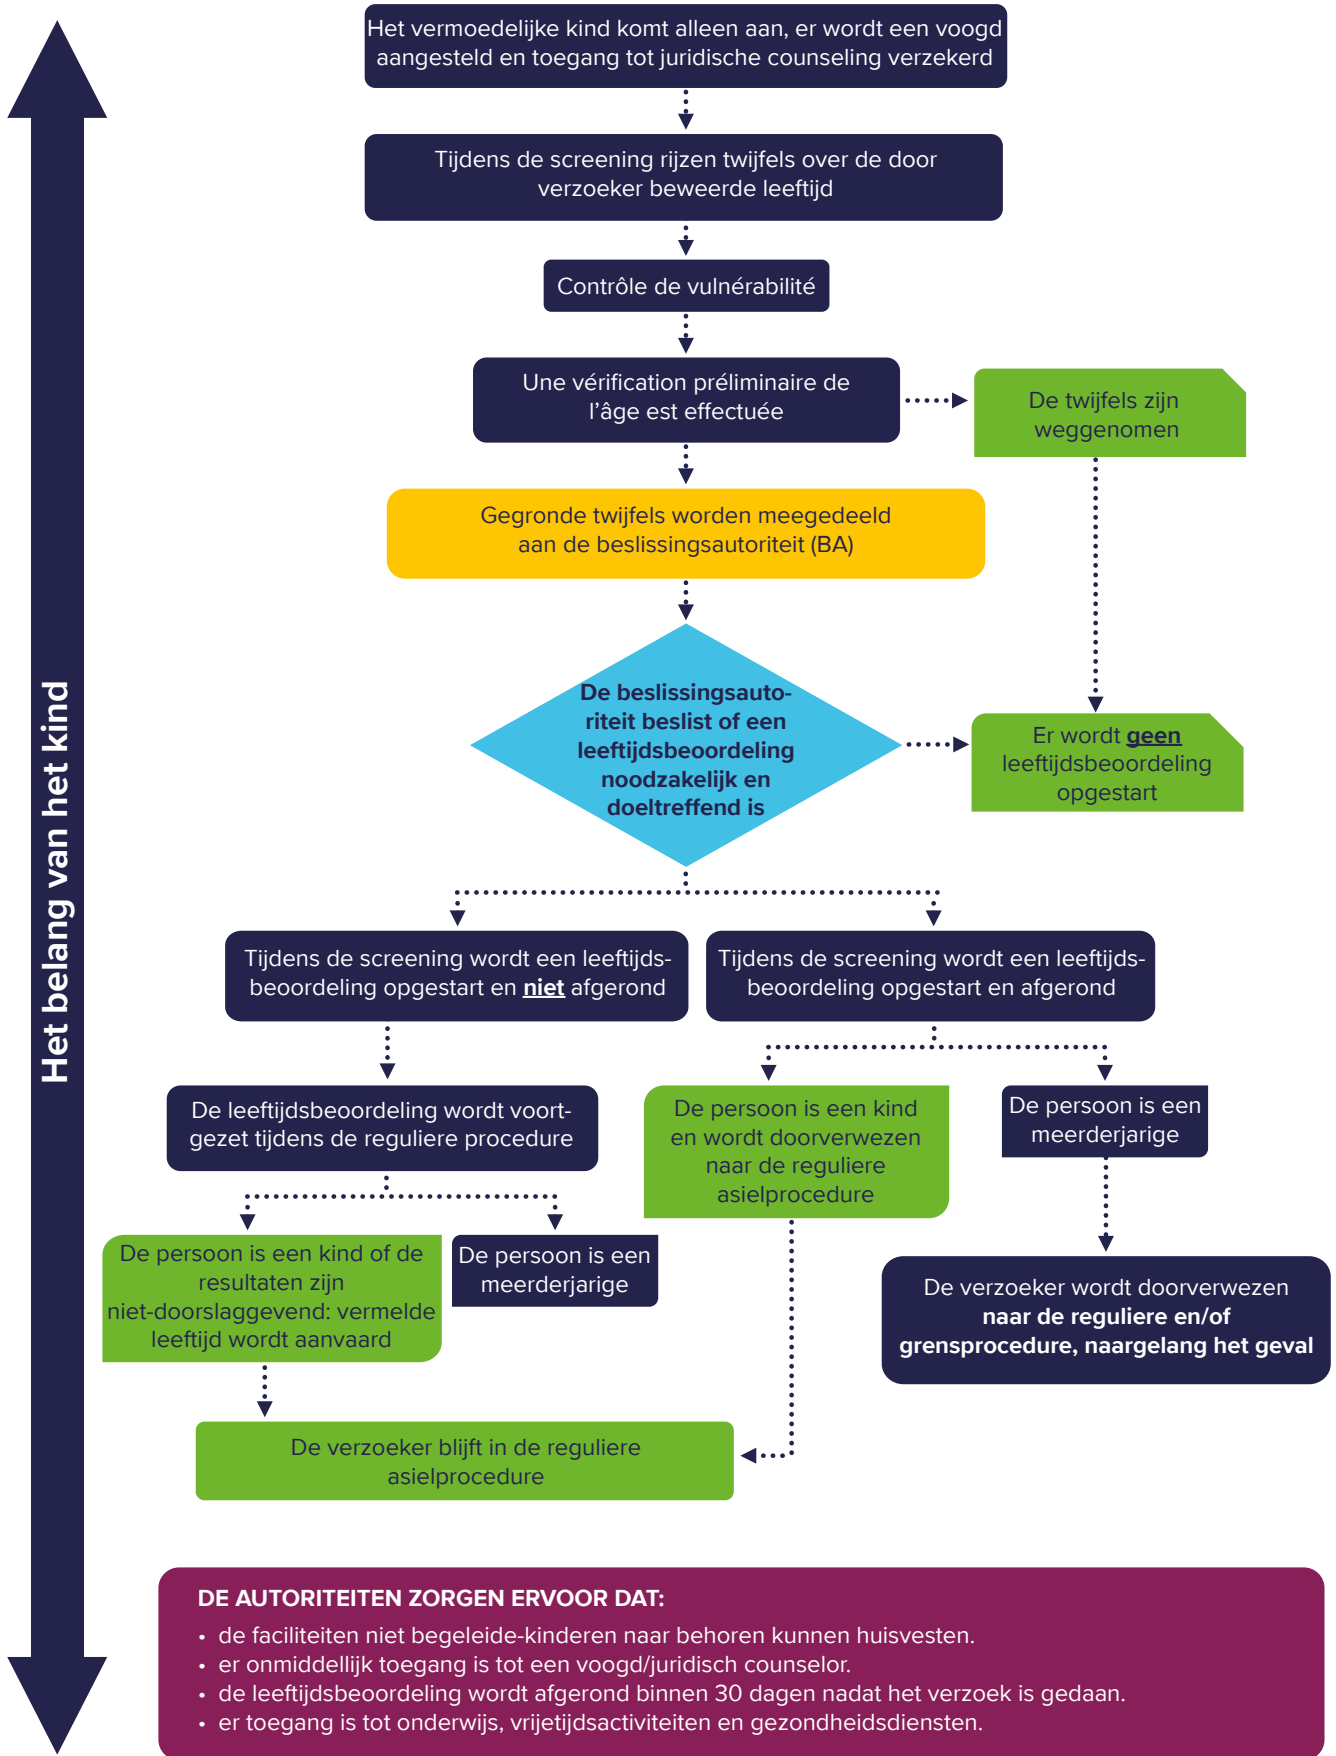 Het vermoedelijke kind komt alleen aan, er wordt een voogd
aangesteld en toegang tot juridische counseling verzekerd
Tijdens de screening rijzen twijfels over de door
verzoeker beweerde leeftijd
Contrôle de vulnérabilité
Une vérification préliminaire de
l'âge est effectuée
De twijfels zijn
weggenomen
Gegronde twijfels worden meegedeeld
aan de beslissingsautoriteit (BA)
De beslissingsauto-
riteit beslist of een
leeftijdsbeoordeling
noodzakelijk en
doeltreffend is
Er wordt geen
leeftijdsbeoordeling
opgestart
Het belang van het kind
Tijdens de screening wordt een leeftijds-
beoordeling opgestart en niet afgerond
Tijdens de screening wordt een leeftijds-
beoordeling opgestart en afgerond
De leeftijdsbeoordeling wordt voort-
gezet tijdens de reguliere procedure
De persoon is een kind
en wordt doorverwezen
naar de reguliere
asielprocedure
De persoon is een
meerderjarige
De persoon is een kind of de
resultaten zijn
niet-doorslaggevend: vermelde
leeftijd wordt aanvaard
De persoon is een
meerderjarige
De verzoeker wordt doorverwezen
naar de reguliere en/of
grensprocedure, naargelang het geval
De verzoeker blijft in de reguliere
asielprocedure
DE AUTORITEITEN ZORGEN ERVOOR DAT:
• de faciliteiten niet begeleide-kinderen naar behoren kunnen huisvesten.
• er onmiddellijk toegang is tot een voogd/juridisch counselor.
• de leeftijdsbeoordeling wordt afgerond binnen 30 dagen nadat het verzoek is gedaan.
• er toegang is tot onderwijs, vrijetijdsactiviteiten en gezondheidsdiensten.